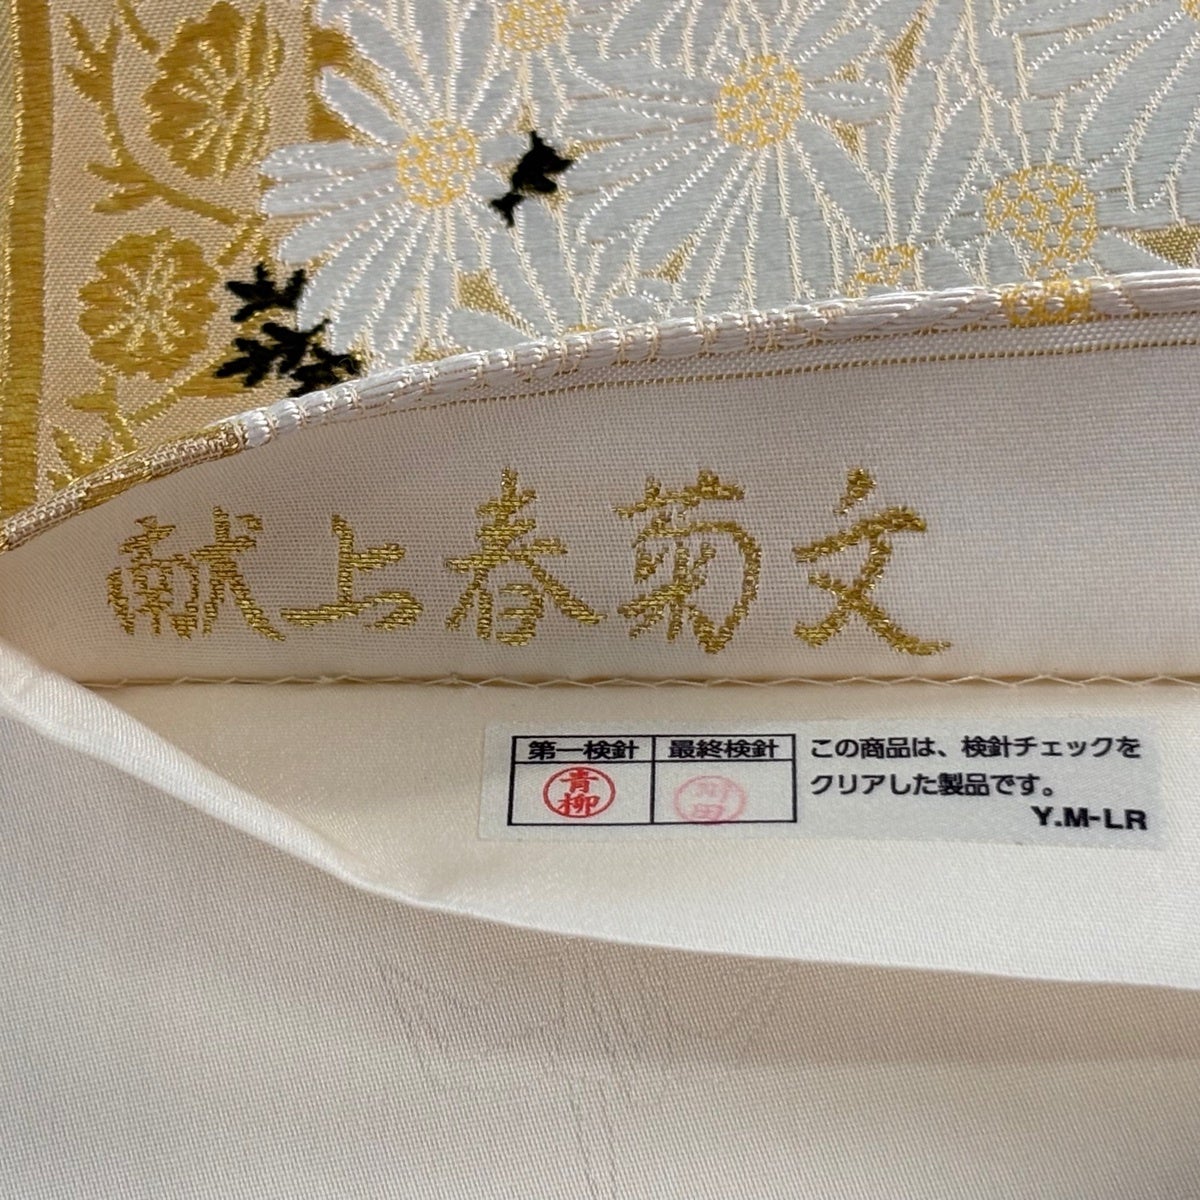 献上春菊文
第一検針 最終検針
青柳
この商品は、検針チェックを
クリアした製品です。
Y.M-LR